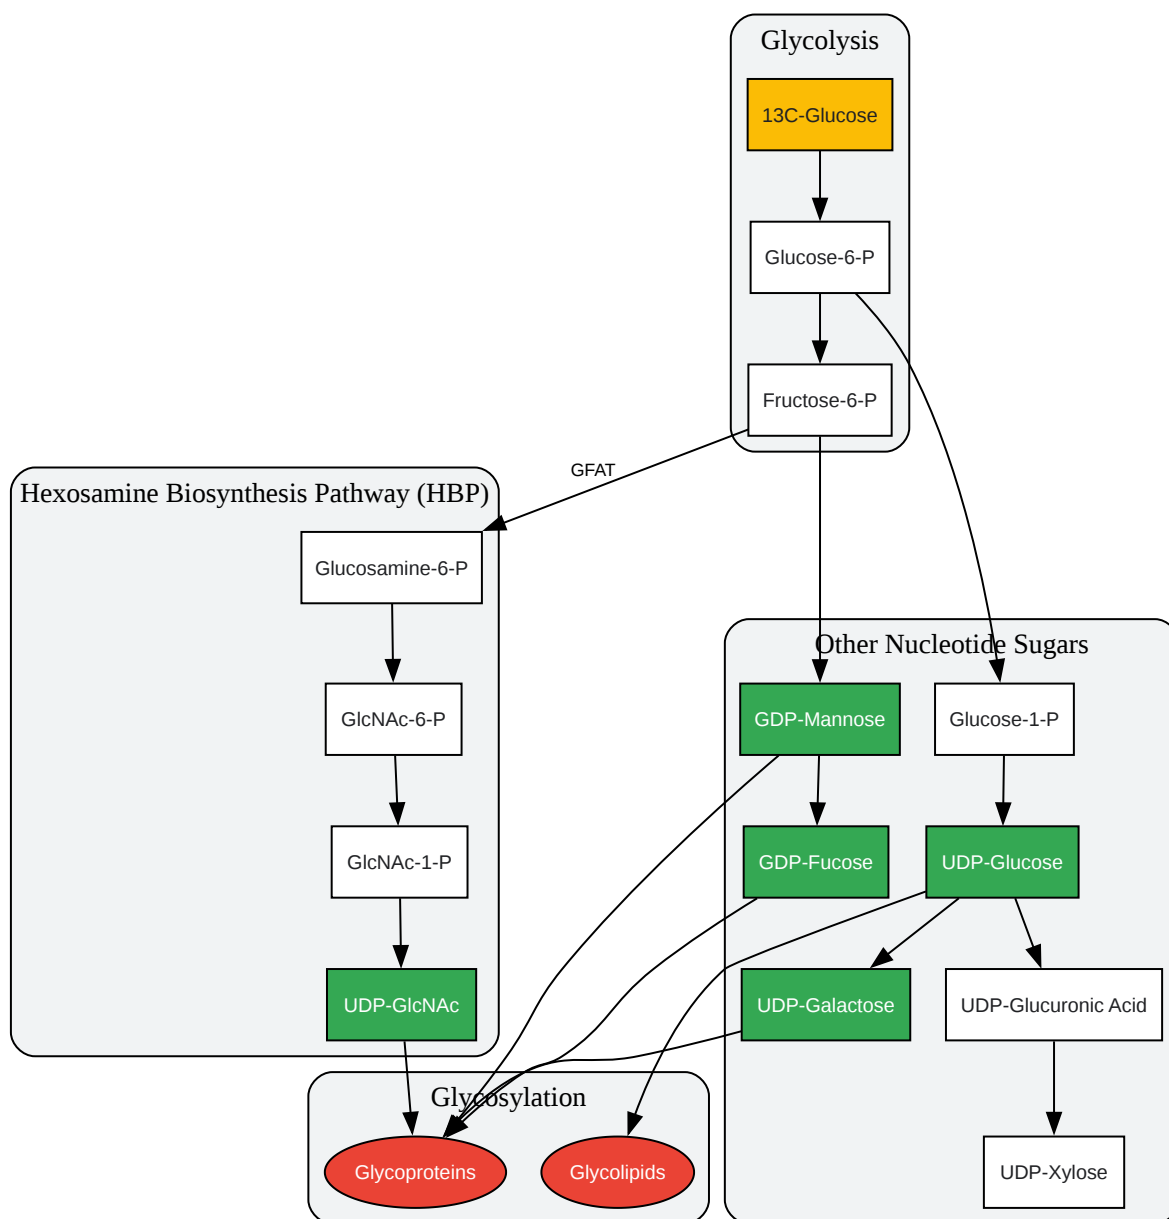 Glycolysis
13C-Glucose
Glucose-6-P
Fructose-6-P
GFAT
Hexosamine Biosynthesis Pathway (HBP)
Glucosamine-6-P
GlcNAc-6-P
GlcNAc-1-P
UDP-GlcNAc
Other Nucleotide Sugars
GDP-Mannose
Glucose-1-P
GDP-Fucose
UDP-Glucose
UDP-Galactose
UDP-Glucuronic Acid
UDP-Xylose
Glycosylation
Glycoproteins
Glycolipids